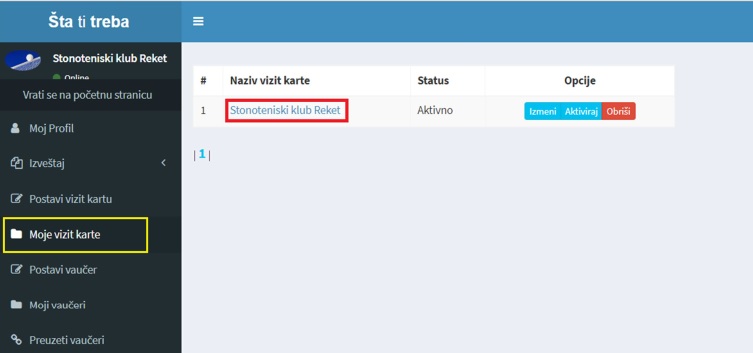 Šta ti treba
Stonoteniski klub Reket
Online
Vrati se na početnu stranicu
Moj Profil
Izveštaj
Postavi vizit kartu
Moje vizit karte
Postavi vaučer
Moji vaučeri
Preuzeti vaučeri
# Naziv vizit karte Status Opcije
1 Stonoteniski klub Reket Aktivno Izmeni Aktiviraj Obriši
| 1 |